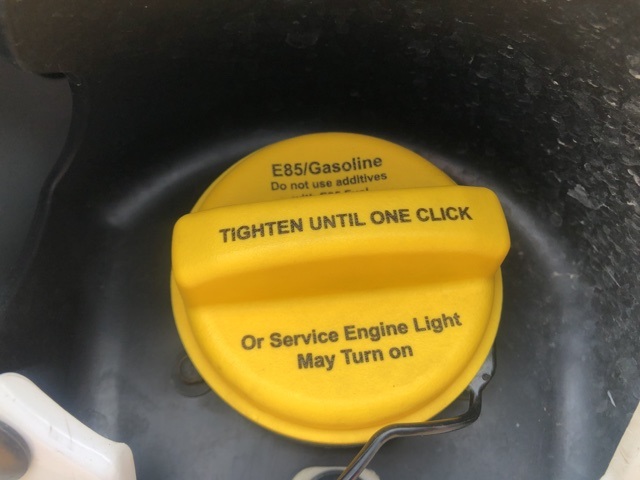 E85/Gasoline
Do not use additives
TIGHTEN UNTIL ONE CLICK
Or Service Engine Light
May Turn on